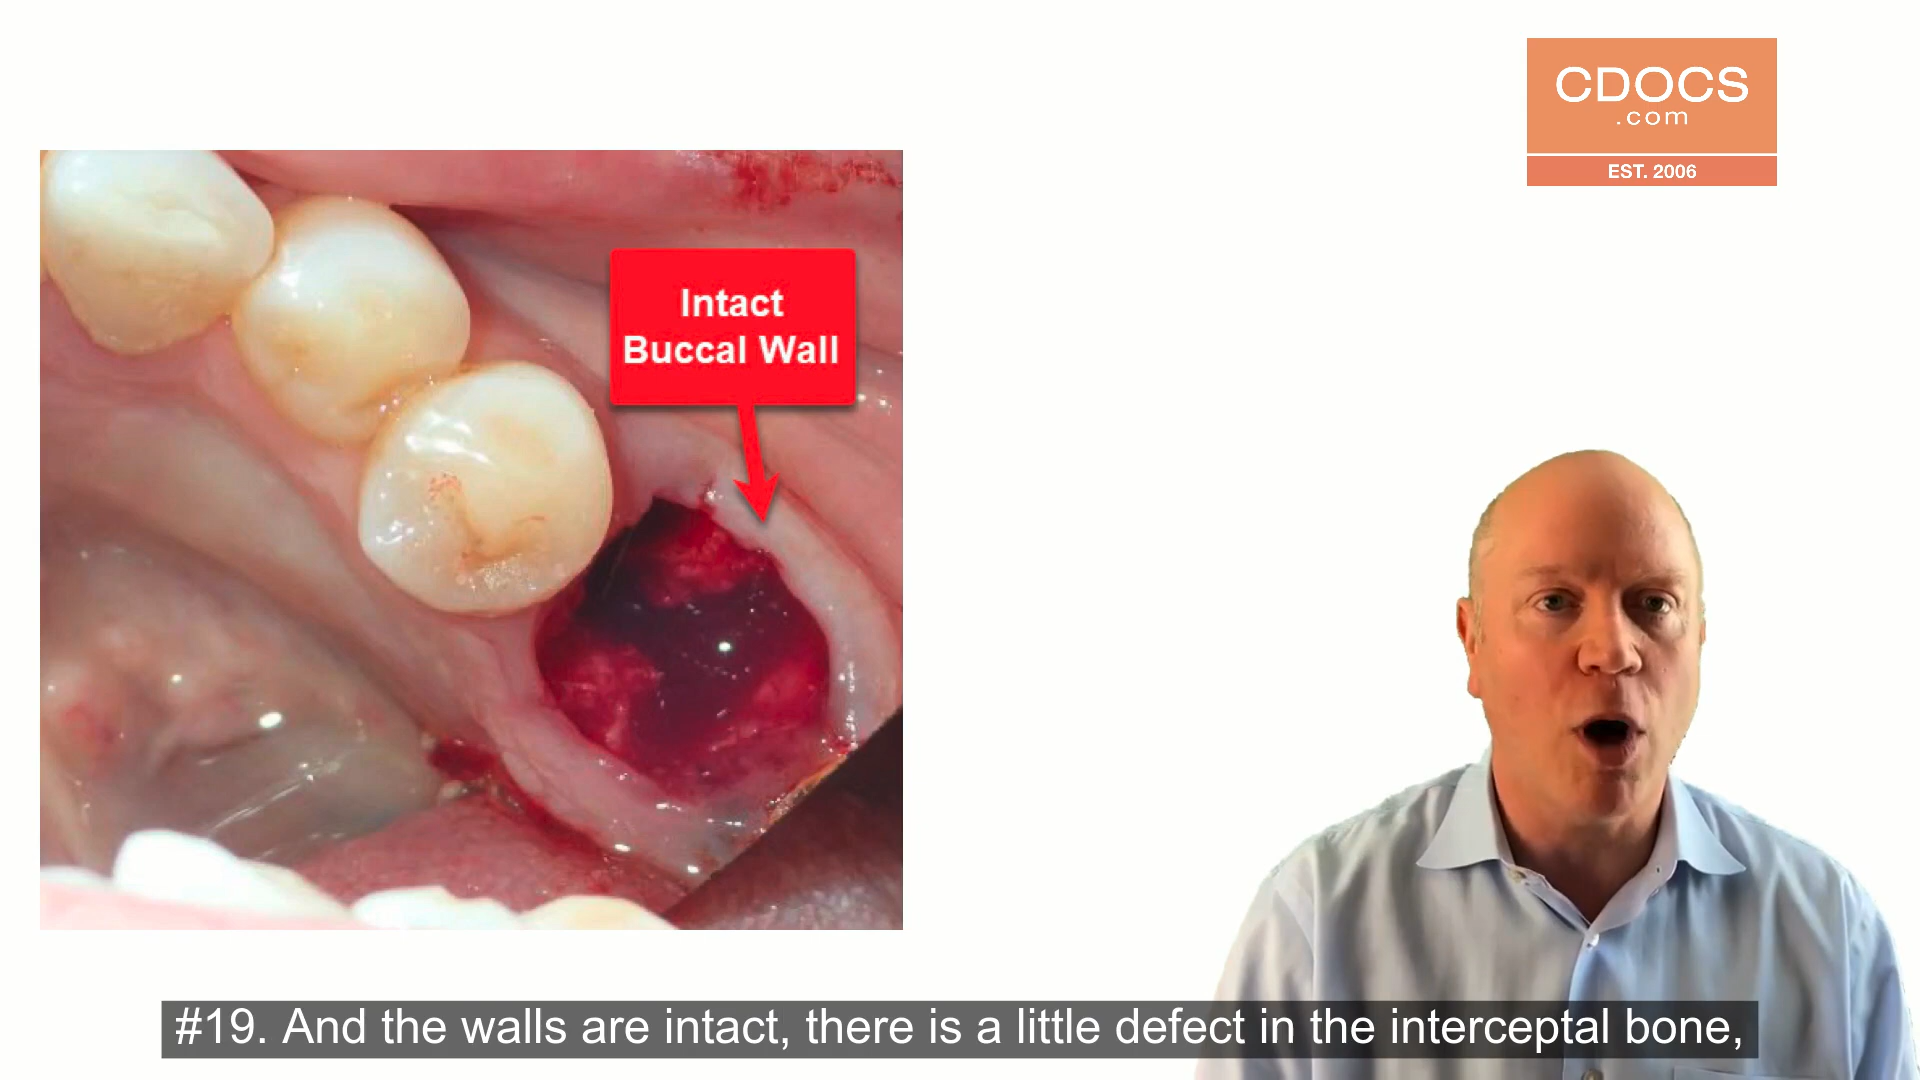 CDOCS
.com
EST. 2006
Intact
Buccal Wall
#19. And the walls are intact, there is a little defect in the interceptal bone,